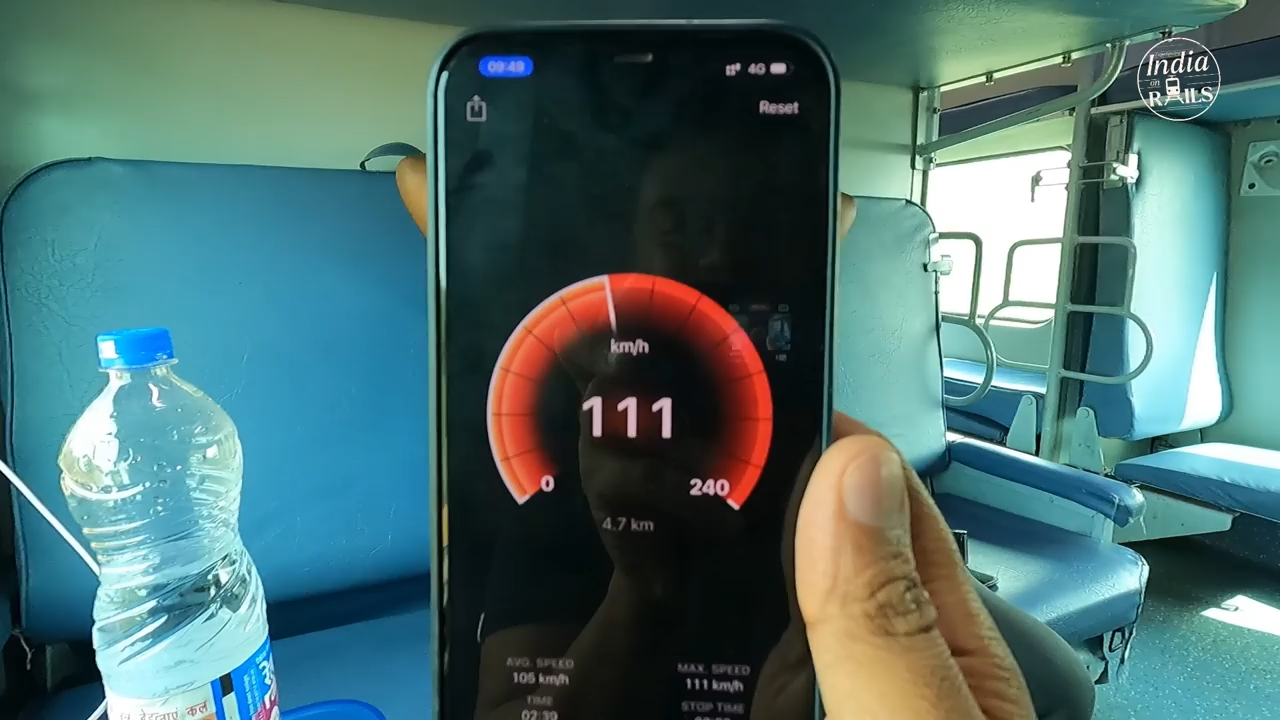 09:49
4G
Reset
India
on
RAILS
km/h
111
0
240
4.7 km
AVG. SPEED
105 km/h
MAX. SPEED
111 km/h
TIME
02:39
STOP TIME